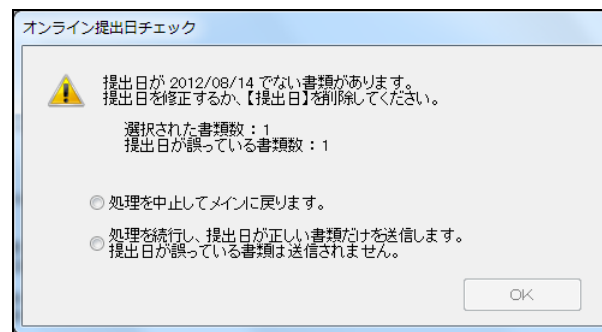 オンライン提出日チェック
提出日が 2012/08/14 でない書類があります。
提出日を修正するか、【提出日】を削除してください。
選択された書類数：1
提出日が誤っている書類数：1
処理を中止してメインに戻ります。
処理を続行し、提出日が正しい書類だけを送信します。
提出日が誤っている書類は送信されません。
OK